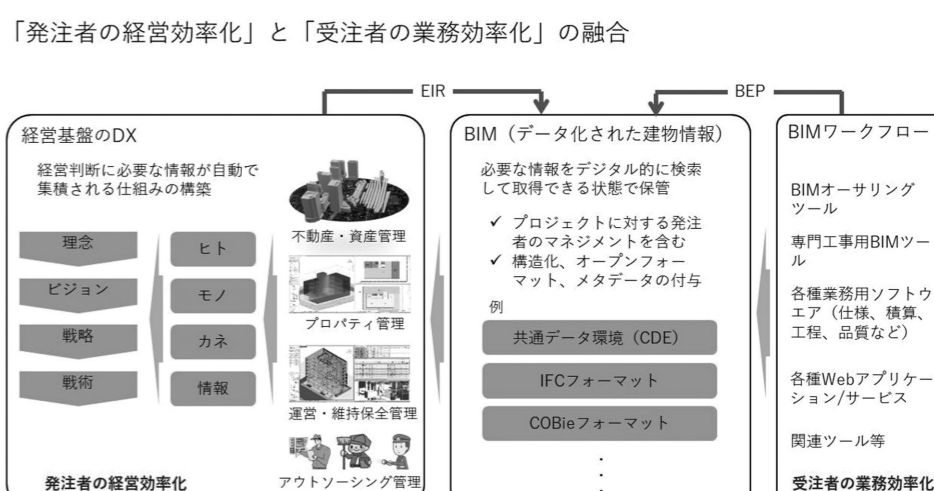 「発注者の経営効率化」と「受注者の業務効率化」の融合
EIR
BEP
経営基盤のDX
経営判断に必要な情報が自動で
集積される仕組みの構築
理念
ビジョン
戦略
戦術
ヒト
モノ
カネ
情報
不動産・資産管理
プロパティ管理
運営・維持保全管理
アウトソーシング管理
発注者の経営効率化
BIM（データ化された建物情報）
必要な情報をデジタル的に検索
して取得できる状態で保管
✓ プロジェクトに対する発注
者のマネジメントを含む
✓ 構造化、オープンフォー
マット、メタデータの付与
例
共通データ環境（CDE）
IFCフォーマット
COBieフォーマット
BIMワークフロー
BIMオーサリング
ツール
専門工事用BIMツー
ル
各種業務用ソフトウ
エア（仕様、積算、
工程、品質など）
各種Webアプリケー
ション/サービス
関連ツール等
受注者の業務効率化